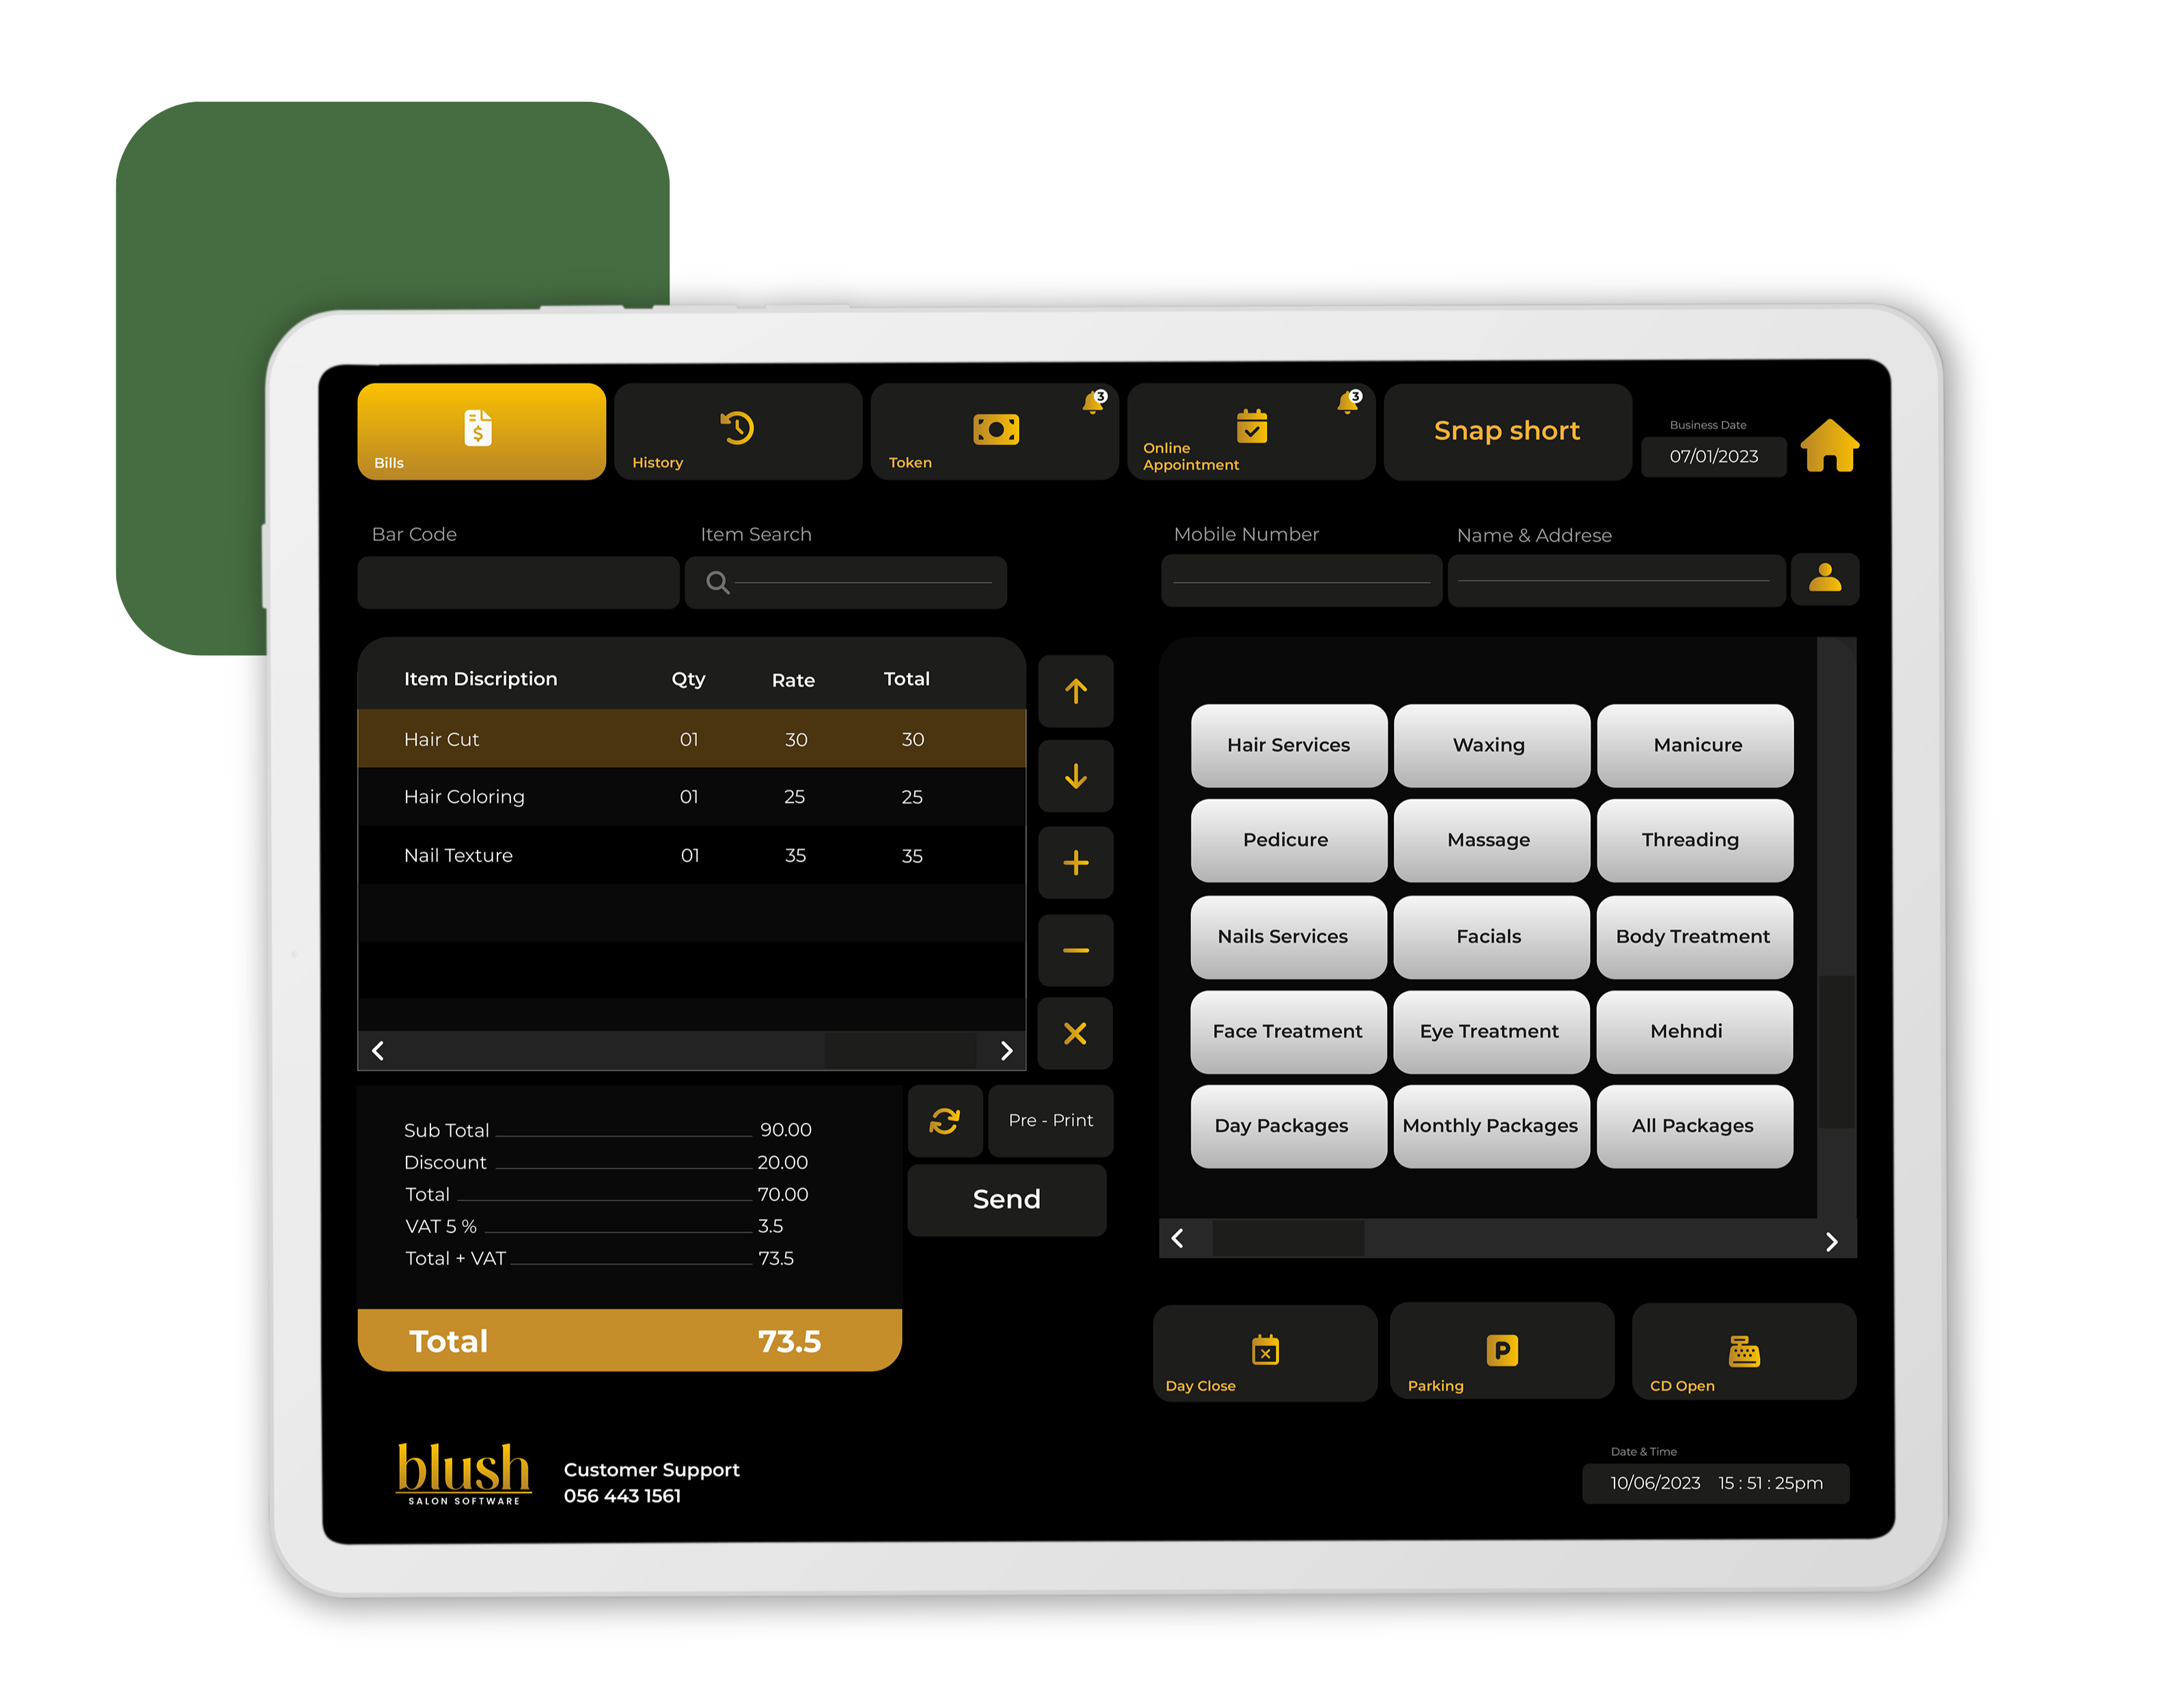 Bills
History
3
Token
3
Online
Appointment
Snap short
Business Date
07/01/2023
Bar Code
Item Search
Mobile Number
Name & Addrese
Item Discription Qty Rate Total
Hair Cut 01 30 30
Hair Coloring 01 25 25
Nail Texture 01 35 35
Hair Services Waxing Manicure
Pedicure Massage Threading
Nails Services Facials Body Treatment
Face Treatment Eye Treatment Mehndi
Day Packages Monthly Packages All Packages
Sub Total 90.00
Discount 20.00
Total 70.00
VAT 5 % 3.5
Total + VAT 73.5
Total 73.5
Pre - Print
Send
Day Close
P
Parking
CD Open
blush
SALON SOFTWARE
Customer Support
056 443 1561
Date & Time
10/06/2023 15 : 51 : 25pm